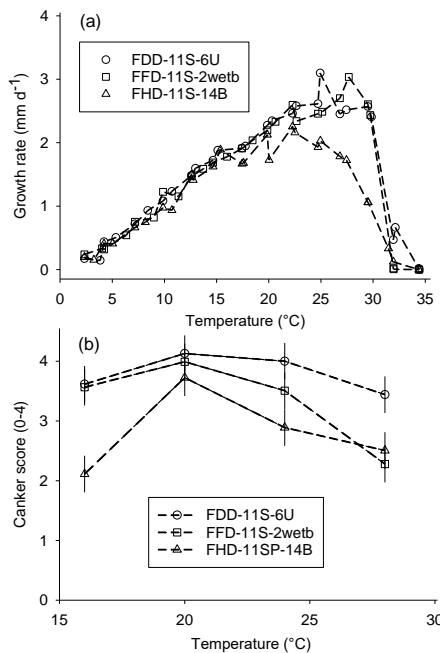 (a)
FDD-11S-6U
FFD-11S-2wetb
FHD-11S-14B
Growth rate (mm d⁻¹)
4
3
2
1
0
0 5 10 15 20 25 30 35
Temperature (°C)
(b)
Canker score (0-4)
4
3
2
0
FDD-11S-6U
FFD-11S-2wetb
FHD-11SP-14B
15 20 25 30
Temperature (°C)